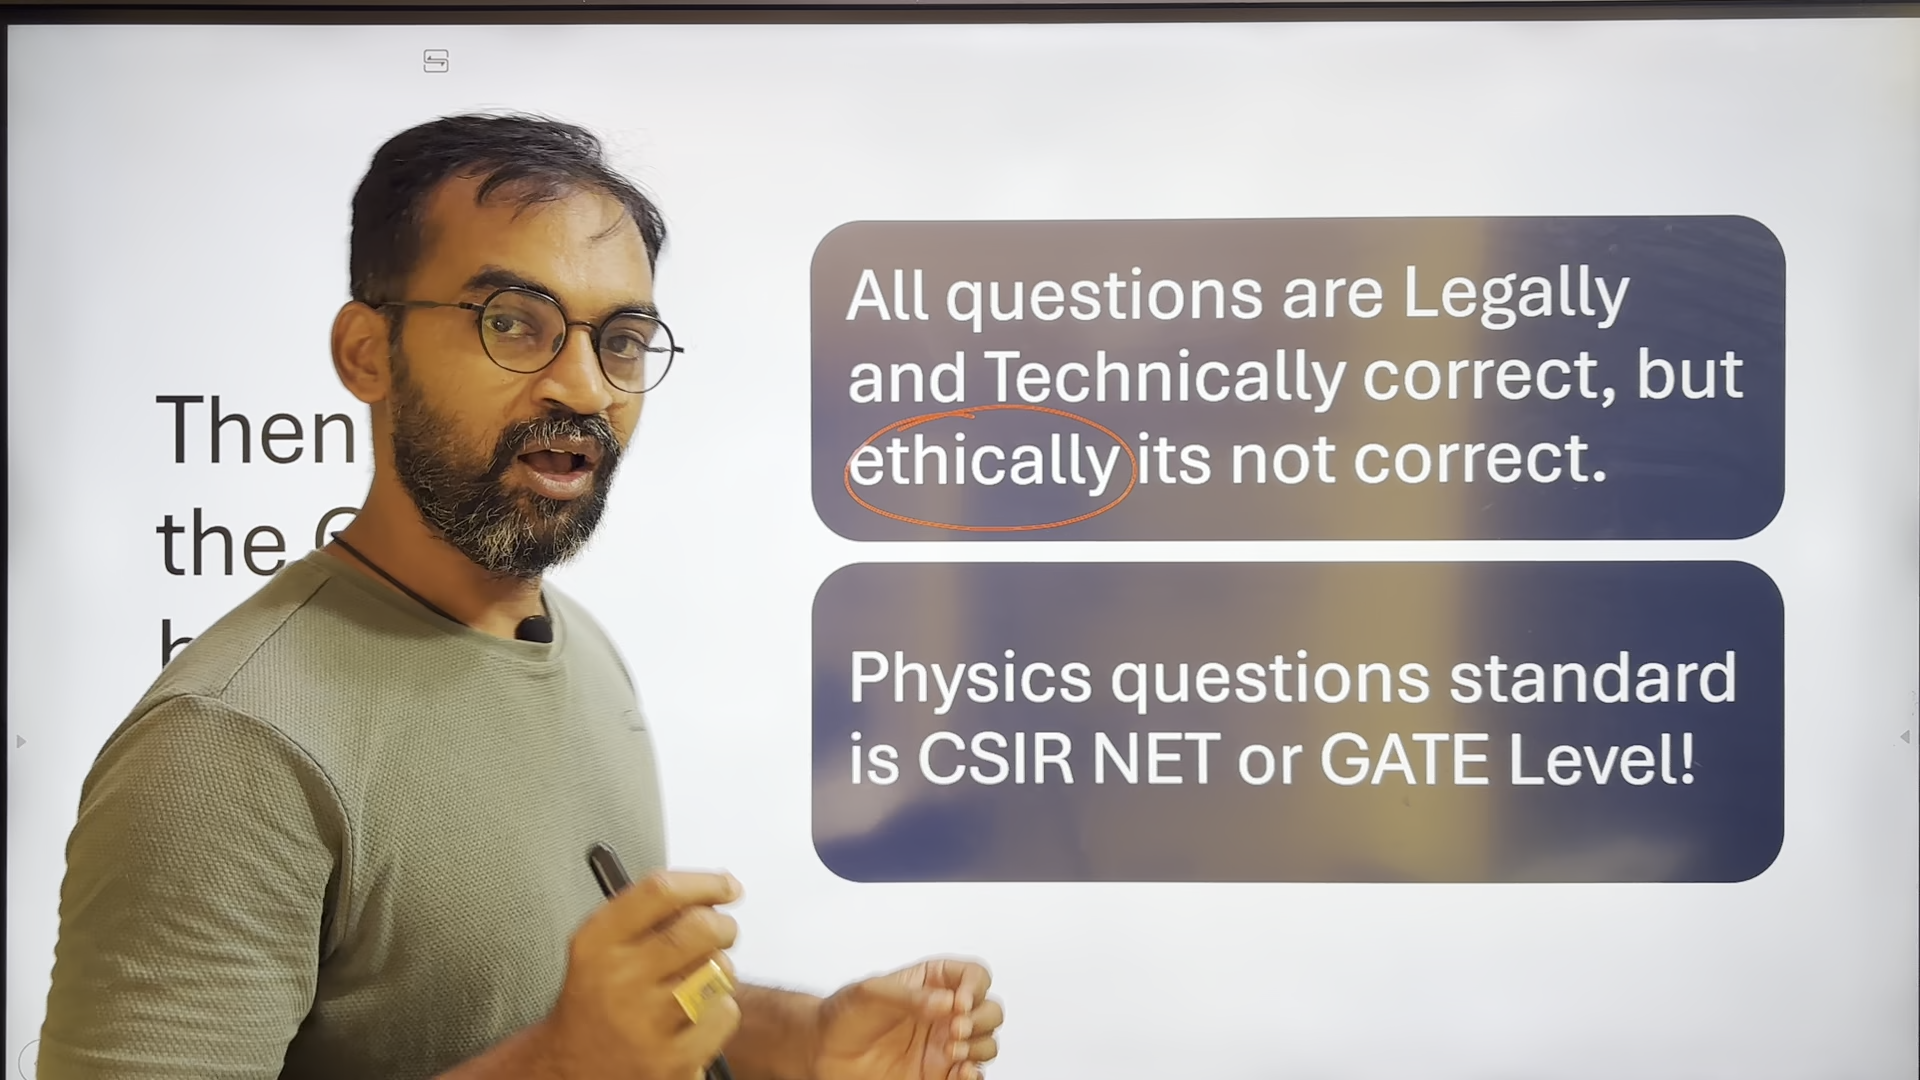 Then
the
All questions are Legally
and Technically correct, but
ethically its not correct.
Physics questions standard
is CSIR NET or GATE Level!